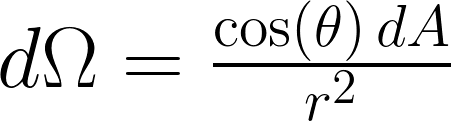 dΩ = cos(θ) dA / r²